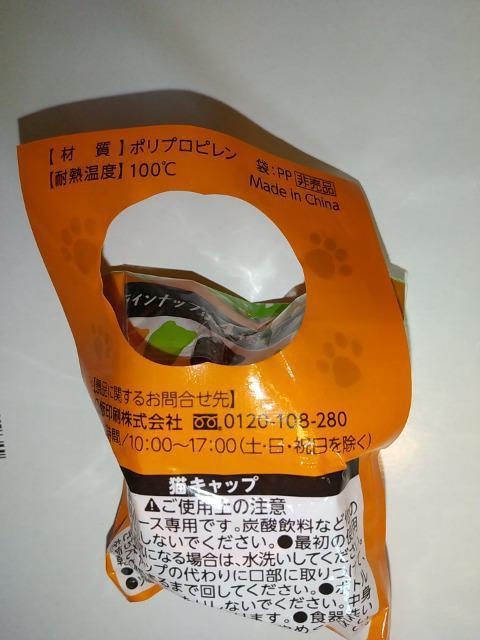 【材 質】ポリプロピレン
【耐熱温度】100℃
袋：PP 非売品
Made in China
ラインナップ
【景品に関するお問合せ先】
印刷株式会社 0120-108-280
時間/10:00～17:00（土・日・祝日を除く）
猫キャップ
⚠ご使用上の注意
ース専用です。炭酸飲料など
しないでください。●最初の
になる場合は、水洗いしてくださ
ップの代わりに口部に取り
るまで回してください。●ボトル
しないでください。中身
●食器